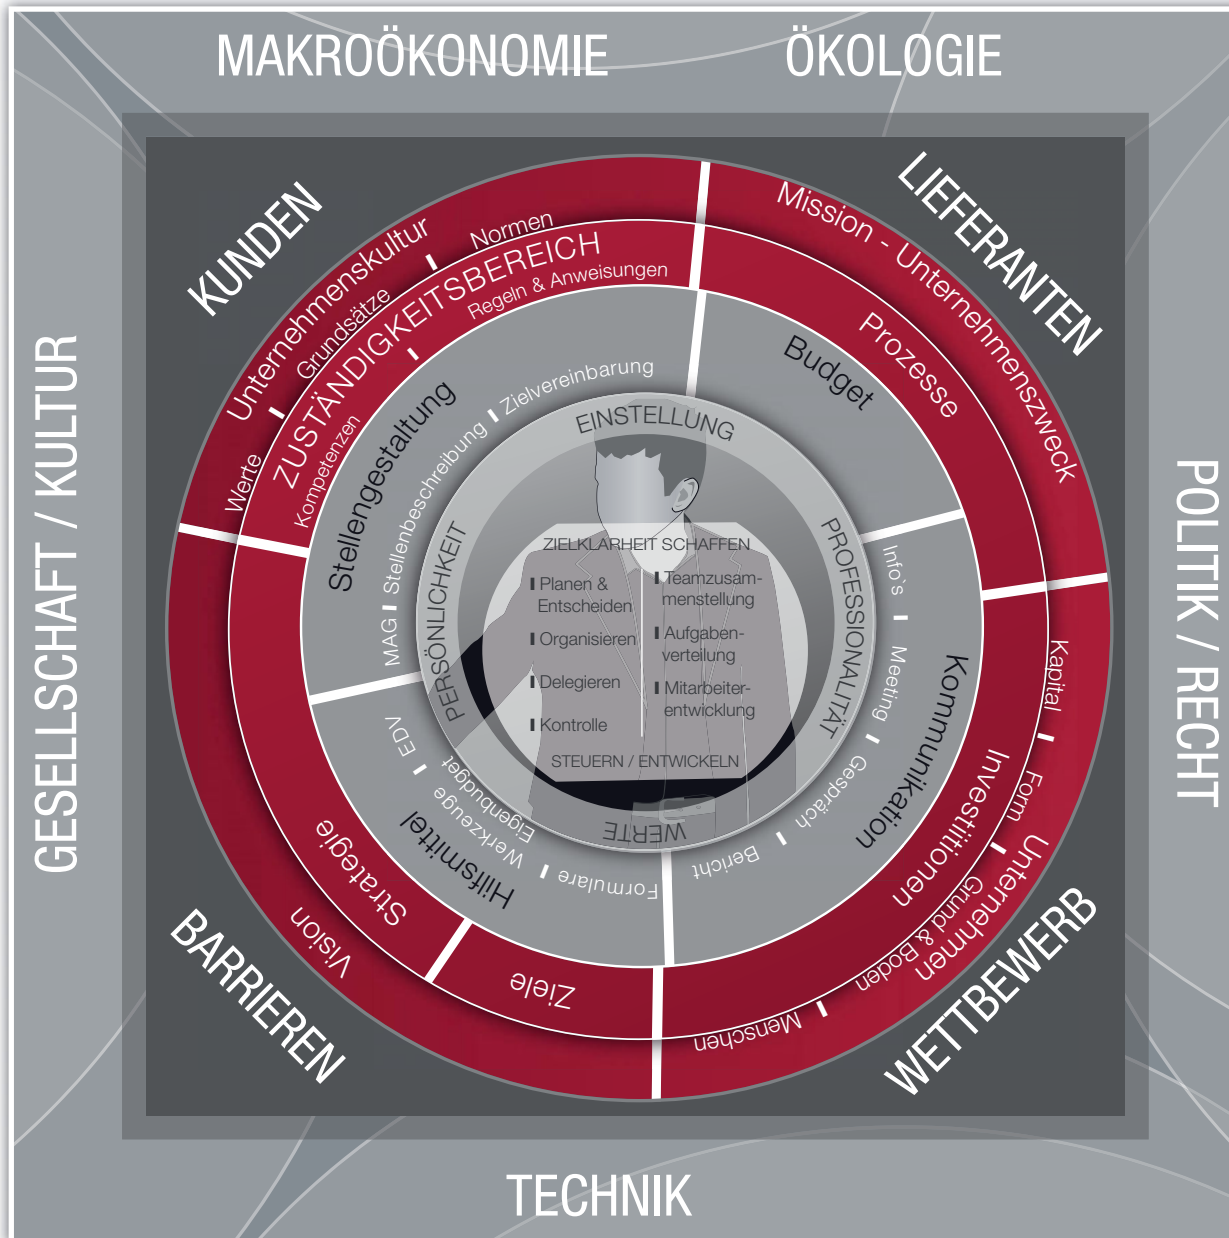 MAKROÖKONOMIE
ÖKOLOGIE
GESELLSCHAFT / KULTUR
POLITIK / RECHT
TECHNIK
KUNDEN
LIEFERANTEN
BARRIEREN
WETTBEWERB
Unternehmenskultur
Werte I Grundsätze I Normen
Mission - Unternehmenszweck
Unternehmen
Kapital I Form I Grund & Boden I Menschen
Vision
ZUSTÄNDIGKEITSBEREICH
Kompetenzen I Regeln & Anweisungen
Prozesse
Investitionen
Ziele
Strategie
Stellengestaltung
MAG I Stellenbeschreibung I Zielvereinbarung
Budget
Kommunikation
Info`s I Meeting I Gespräch I Bericht
Hilfsmittel
Formulare I Werkzeuge I EDV
Eigenbudget
EINSTELLUNG
PROFESSIONALITÄT
WERTE
PERSÖNLICHKEIT
ZIELKLARHEIT SCHAFFEN
I Planen &
Entscheiden
I Organisieren
I Delegieren
I Kontrolle
I Teamzusam-
menstellung
I Aufgaben-
verteilung
I Mitarbeiter-
entwicklung
STEUERN / ENTWICKELN